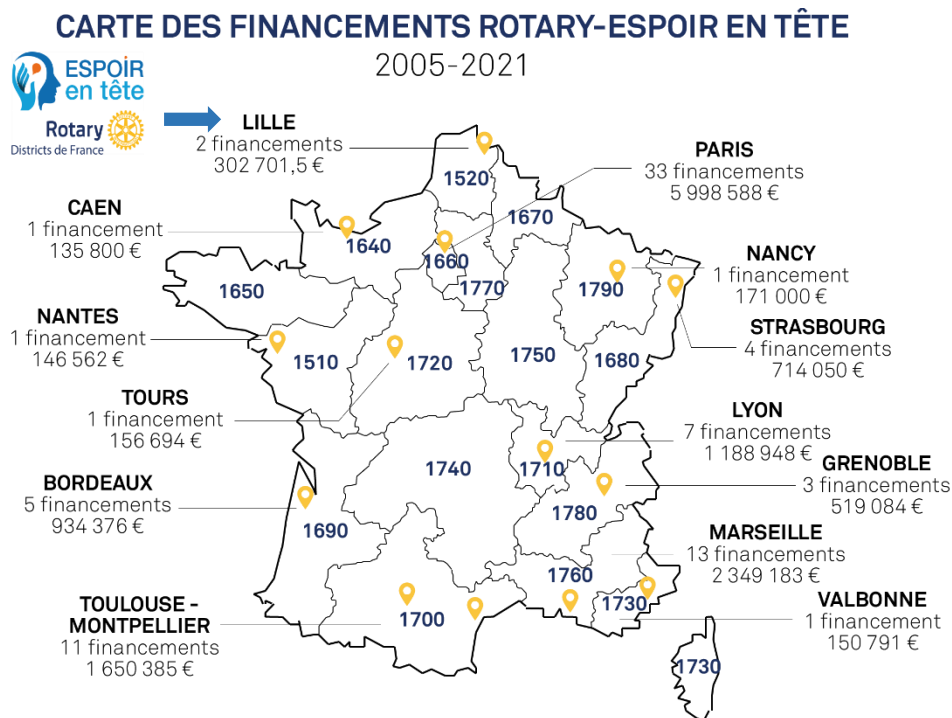 CARTE DES FINANCEMENTS ROTARY-ESPOIR EN TÊTE
2005-2021
ESPOIR
en tête
Rotary
Districts de France
LILLE
2 financements
302 701,5 €
PARIS
33 financements
5 998 588 €
CAEN
1 financement
135 800 €
NANCY
1 financement
171 000 €
NANTES
1 financement
146 562 €
STRASBOURG
4 financements
714 050 €
TOURS
1 financement
156 694 €
LYON
7 financements
1 188 948 €
BORDEAUX
5 financements
934 376 €
GRENOBLE
3 financements
519 084 €
MARSEILLE
13 financements
2 349 183 €
TOULOUSE -
MONTPELLIER
11 financements
1 650 385 €
VALBONNE
1 financement
150 791 €
1520
1670
1640
1660
1650
1770
1790
1510
1720
1750
1680
1740
1710
1690
1780
1760
1700
1730
1730